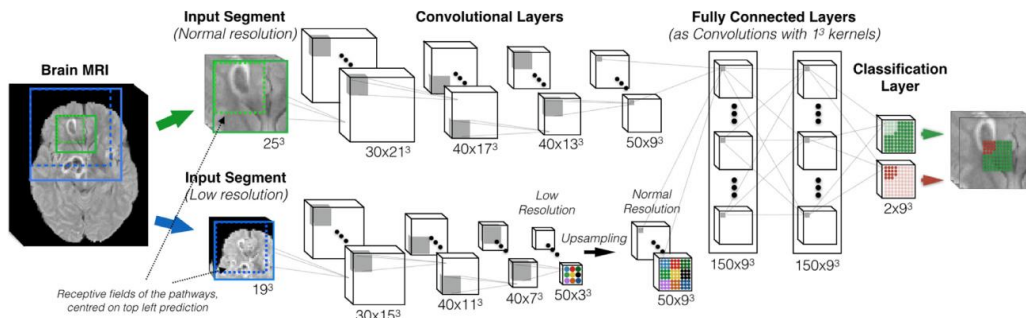 Brain MRI
Input Segment
(Normal resolution)
25³
Convolutional Layers
30x21³
40x17³
40x13³
50x9³
Fully Connected Layers
(as Convolutions with 1³ kernels)
150x9³
150x9³
Classification
Layer
2x9³
Input Segment
(Low resolution)
19³
30x15³
40x11³
40x7³
50x3³
Low
Resolution
Upsampling
Normal
Resolution
50x9³
Receptive fields of the pathways,
centred on top left prediction